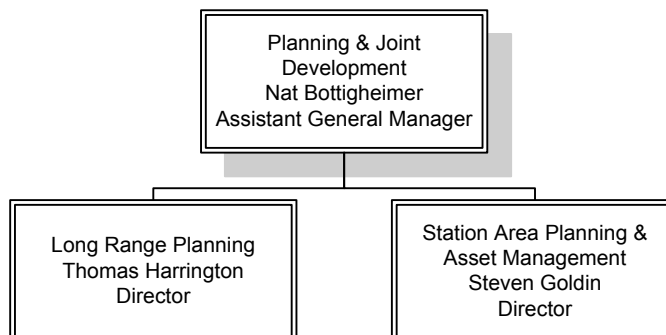 Planning & Joint
Development
Nat Bottigheimer
Assistant General Manager
Long Range Planning
Thomas Harrington
Director
Station Area Planning &
Asset Management
Steven Goldin
Director